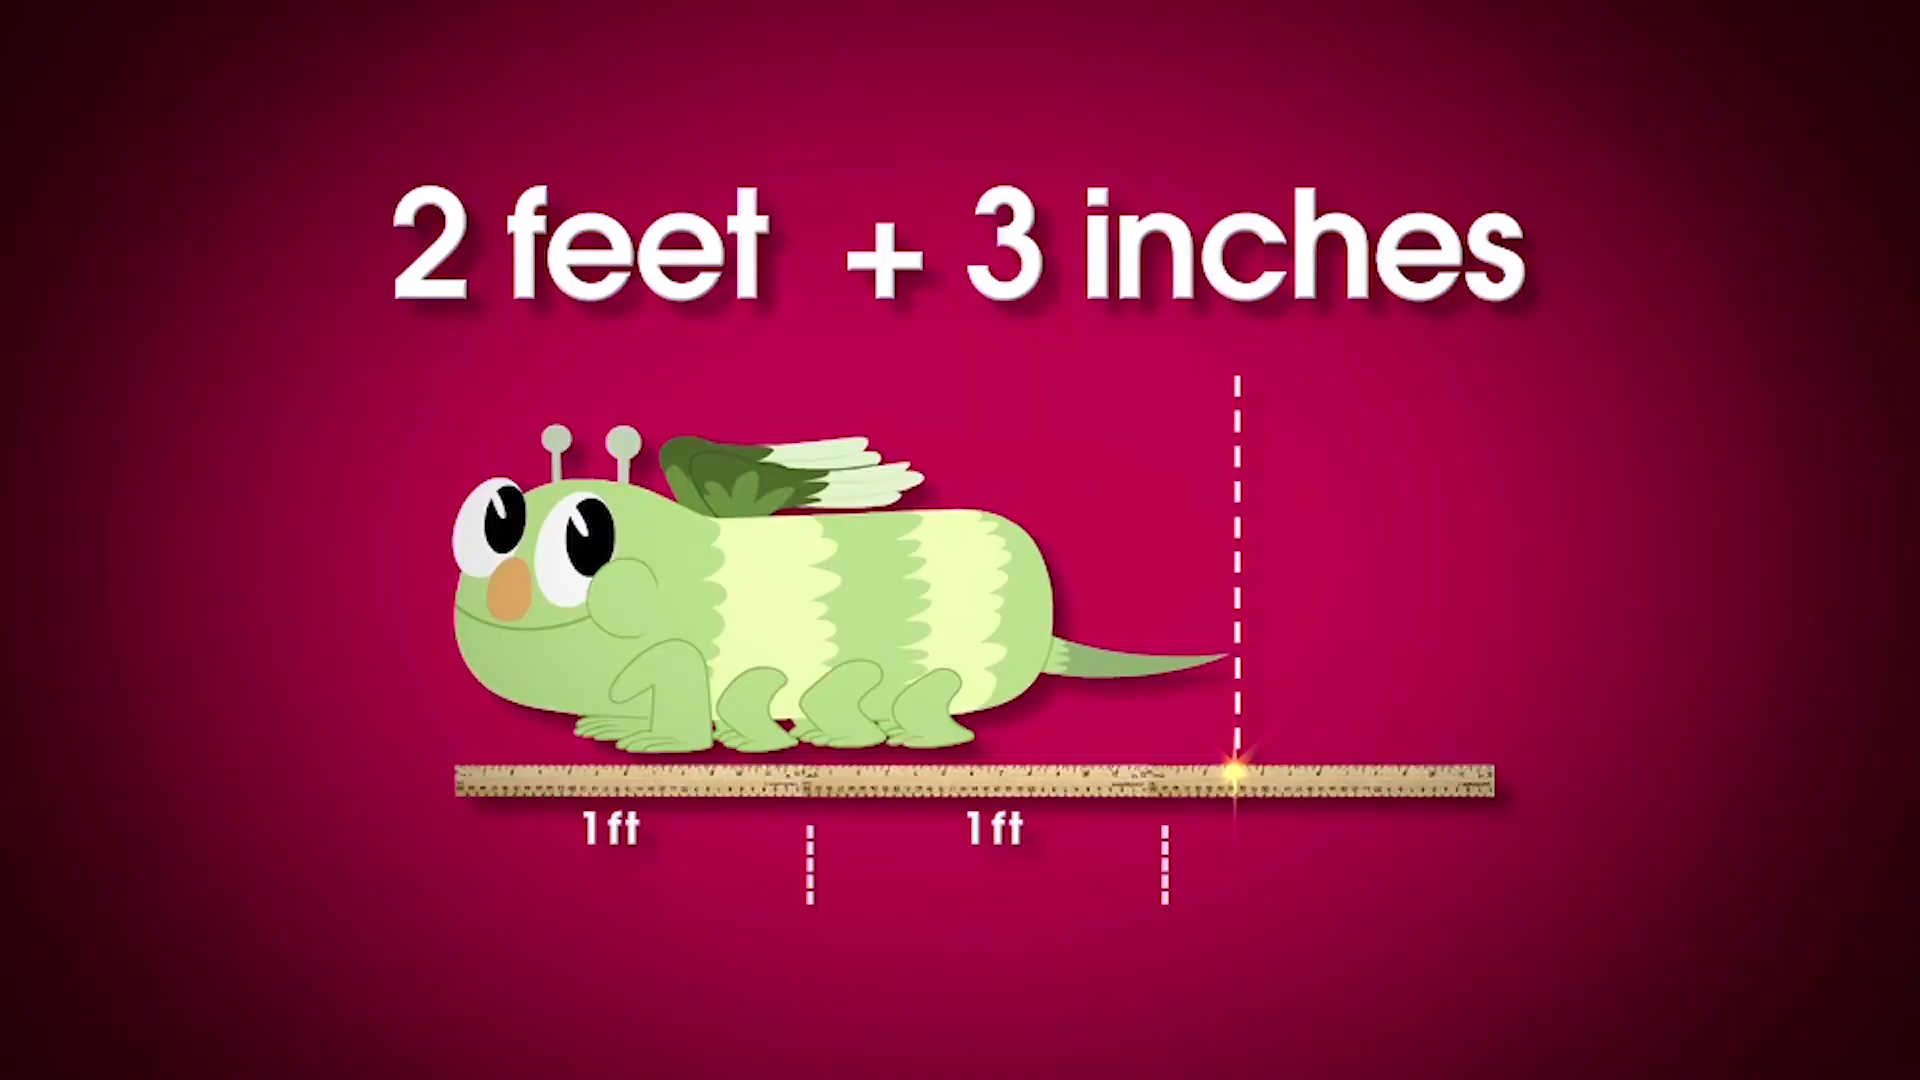 2 feet + 3 inches
1 ft 1 ft